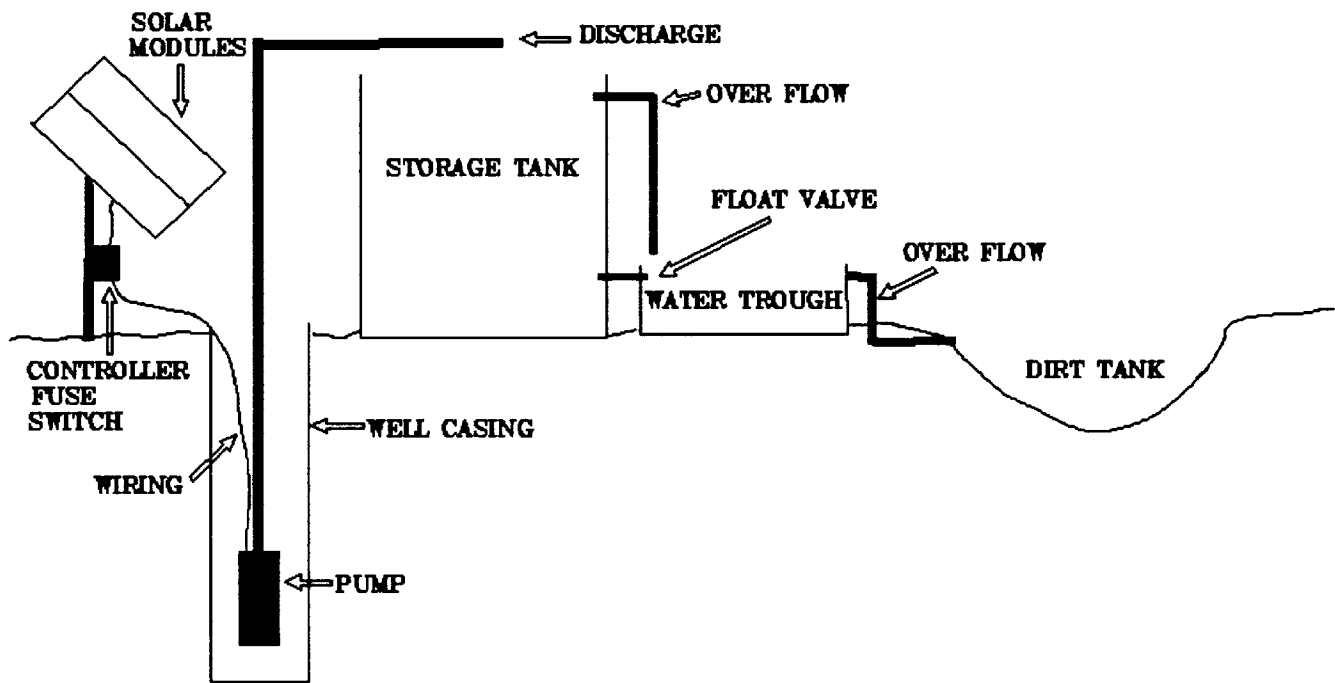 SOLAR
MODULES
DISCHARGE
OVER FLOW
STORAGE TANK
FLOAT VALVE
OVER FLOW
WATER TROUGH
CONTROLLER
FUSE
SWITCH
DIRT TANK
WELL CASING
WIRING
PUMP